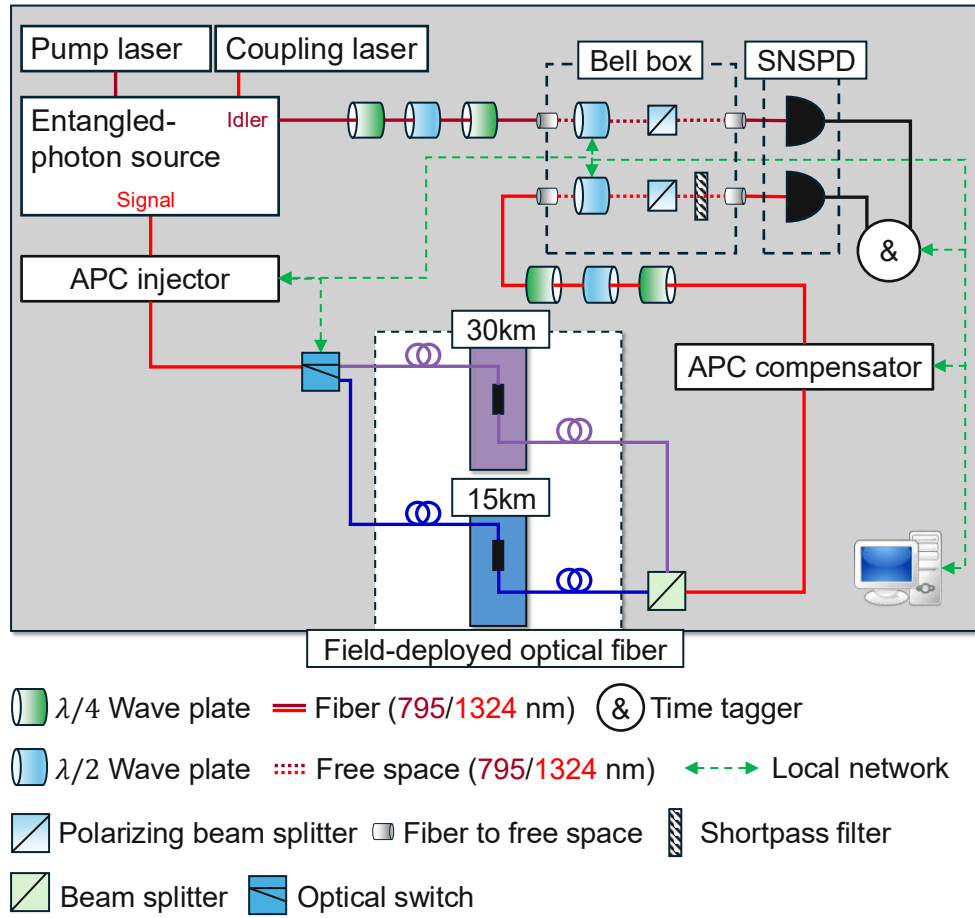 Pump laser
Coupling laser
Bell box
SNSPD
Entangled-
photon source
Idler
Signal
&
APC injector
30km
APC compensator
15km
Field-deployed optical fiber
λ/4 Wave plate
Fiber (795/1324 nm)
&
Time tagger
λ/2 Wave plate
Free space (795/1324 nm)
Local network
Polarizing beam splitter
Fiber to free space
Shortpass filter
Beam splitter
Optical switch